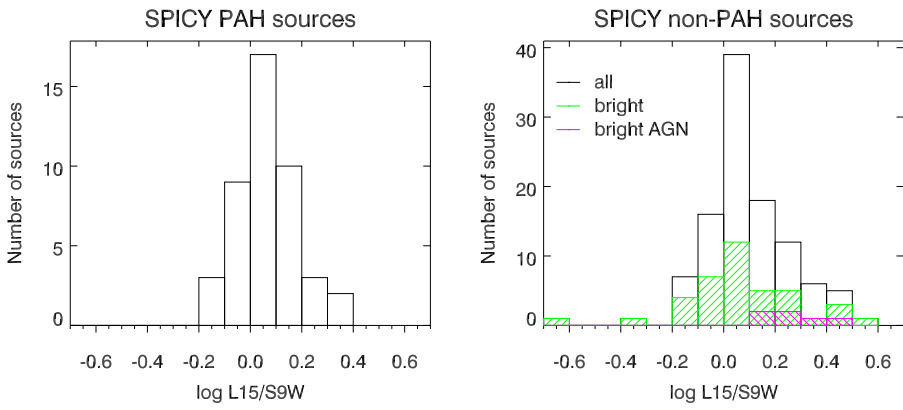 SPICY PAH sources
Number of sources
15
10
5
0
-0.6 -0.4 -0.2 0.0 0.2 0.4 0.6
log L15/S9W
SPICY non-PAH sources
Number of sources
40
30
20
10
0
all
bright
bright AGN
-0.6 -0.4 -0.2 0.0 0.2 0.4 0.6
log L15/S9W